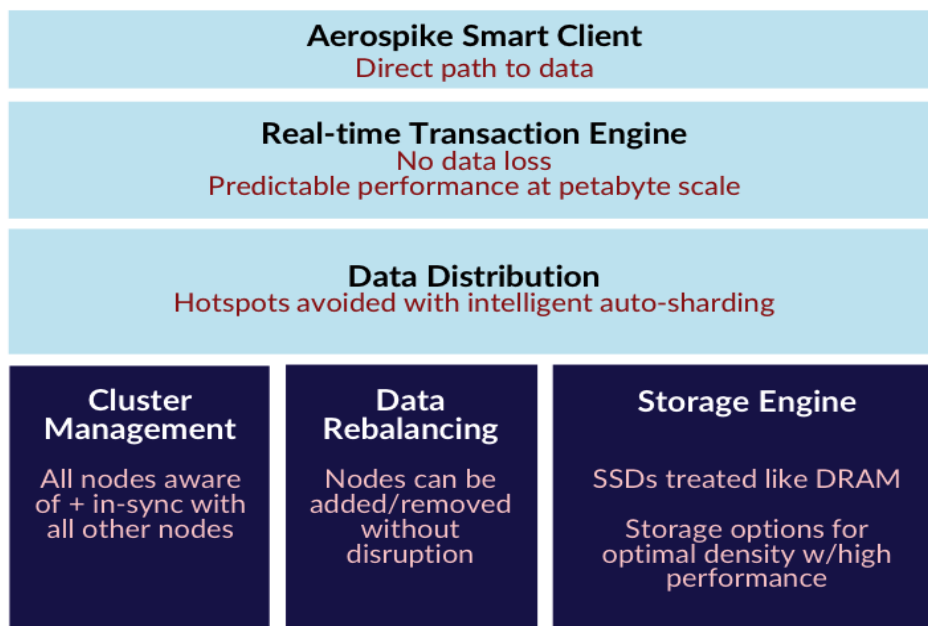 Aerospike Smart Client
Direct path to data
Real-time Transaction Engine
No data loss
Predictable performance at petabyte scale
Data Distribution
Hotspots avoided with intelligent auto-sharding
Cluster
Management
All nodes aware
of + in-sync with
all other nodes
Data
Rebalancing
Nodes can be
added/removed
without
disruption
Storage Engine
SSDs treated like DRAM
Storage options for
optimal density w/high
performance